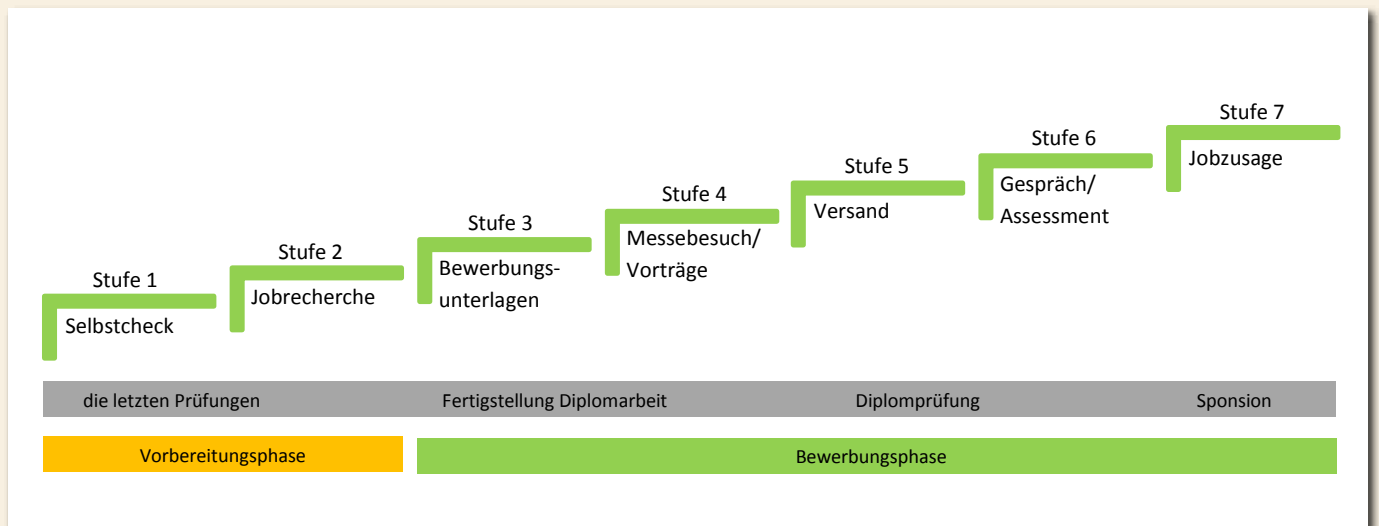 Stufe 1
Selbstcheck
Stufe 2
Jobrecherche
Stufe 3
Bewerbungs-
unterlagen
Stufe 4
Messebesuch/
Vorträge
Stufe 5
Versand
Stufe 6
Gespräch/
Assessment
Stufe 7
Jobzusage
die letzten Prüfungen
Fertigstellung Diplomarbeit
Diplomprüfung
Sponsion
Vorbereitungsphase
Bewerbungsphase